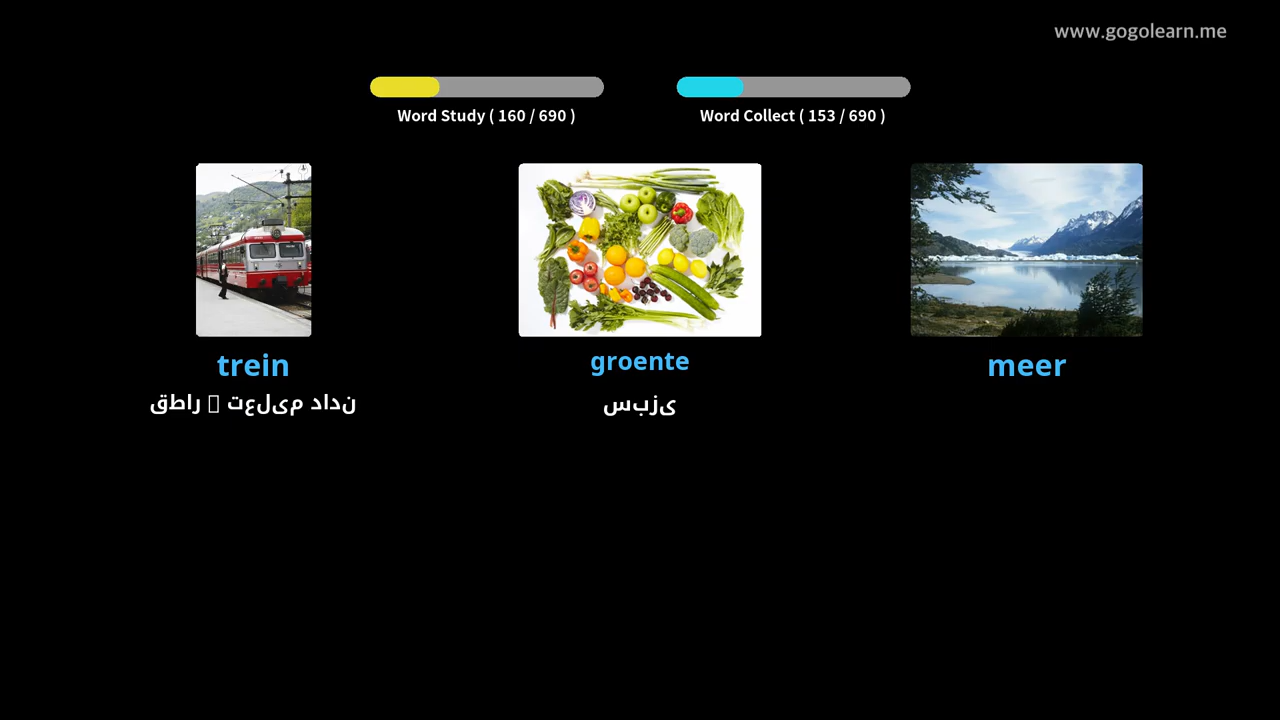 www.gogolearn.me
Word Study ( 160 / 690 )
Word Collect ( 153 / 690 )
trein
groente
meer
قطار ▯ تعلیم دادن
سبزی